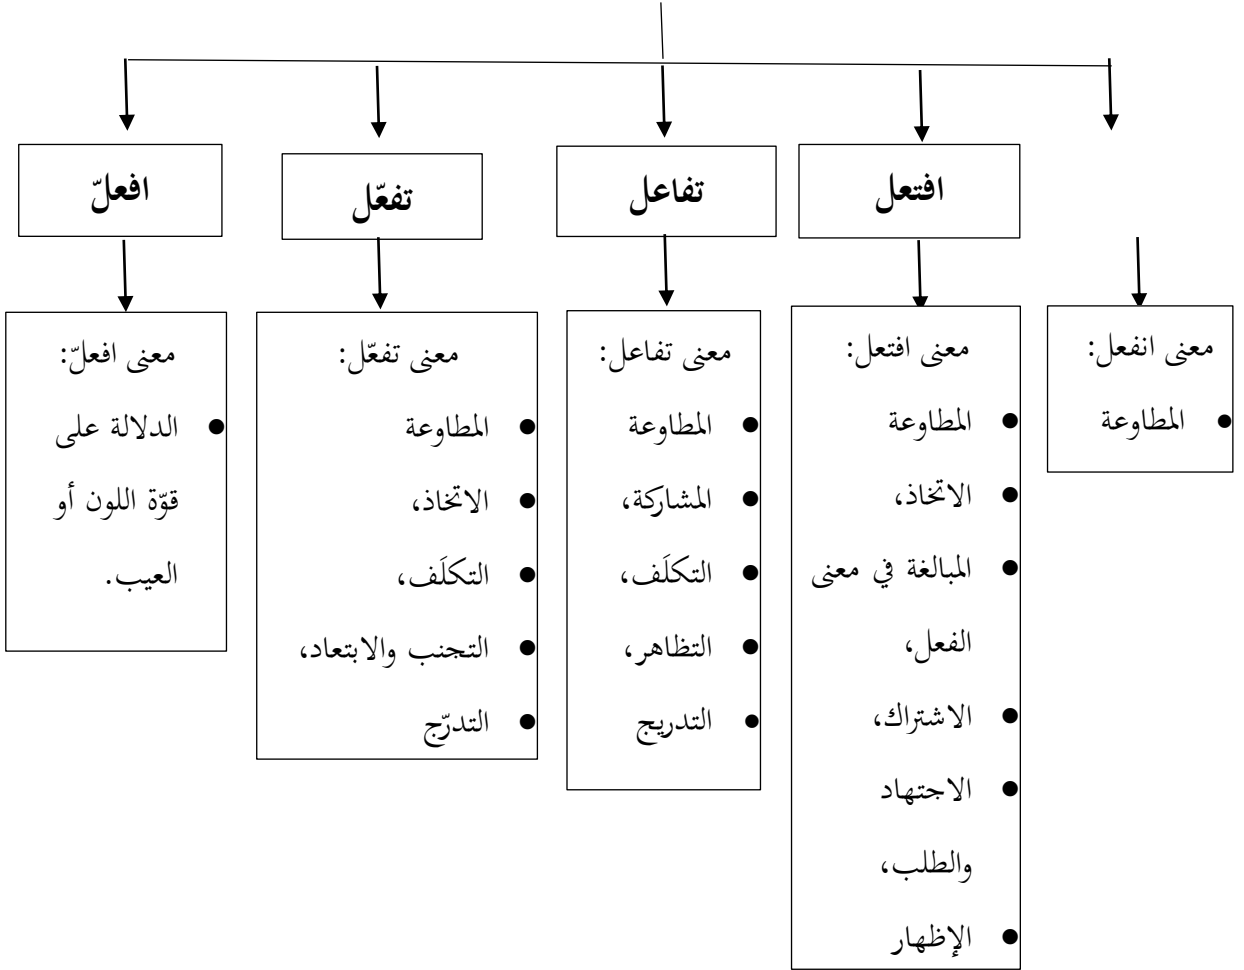 افتعل
تفاعل
تفعّل
افعلّ
معنى انفعل:
المطاوعة
معنى افتعل:
المطاوعة
الاتخاذ،
المبالغة في معنى
الفعل،
الاشتراك،
الاجتهاد
والطلب،
الإظهار
معنى تفاعل:
المطاوعة
المشاركة،
التكلَف،
التظاهر،
التدريج
معنى تفعّل:
المطاوعة
الاتخاذ،
التكلَف،
التجنب والابتعاد،
التدرّج
معنى افعلّ:
الدلالة على
قوّة اللون أو
العيب.